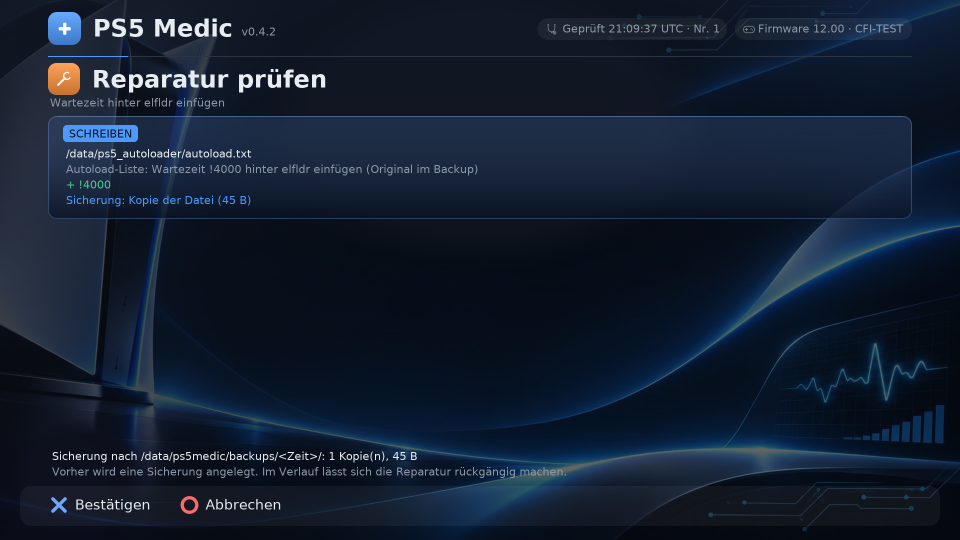 PS5 Medic v0.4.2
Geprüft 21:09:37 UTC · Nr. 1
Firmware 12.00 · CFI-TEST
Reparatur prüfen
Wartezeit hinter elfldr einfügen
SCHREIBEN
/data/ps5_autoloader/autoload.txt
Autoload-Liste: Wartezeit !4000 hinter elfldr einfügen (Original im Backup)
+ !4000
Sicherung: Kopie der Datei (45 B)
Sicherung nach /data/ps5medic/backups/<Zeit>/: 1 Kopie(n), 45 B
Vorher wird eine Sicherung angelegt. Im Verlauf lässt sich die Reparatur rückgängig machen.
Bestätigen
Abbrechen